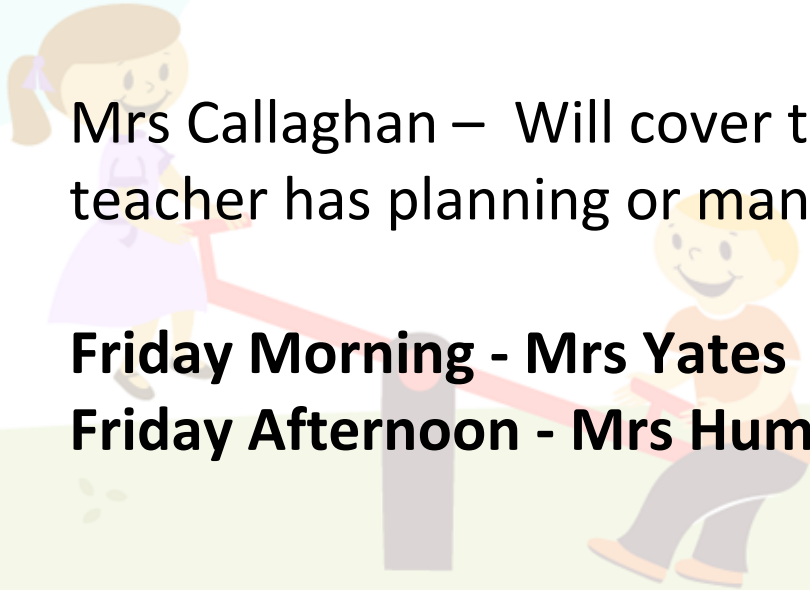 Mrs Callaghan – Will cover t
teacher has planning or man
Friday Morning - Mrs Yates
Friday Afternoon - Mrs Hum